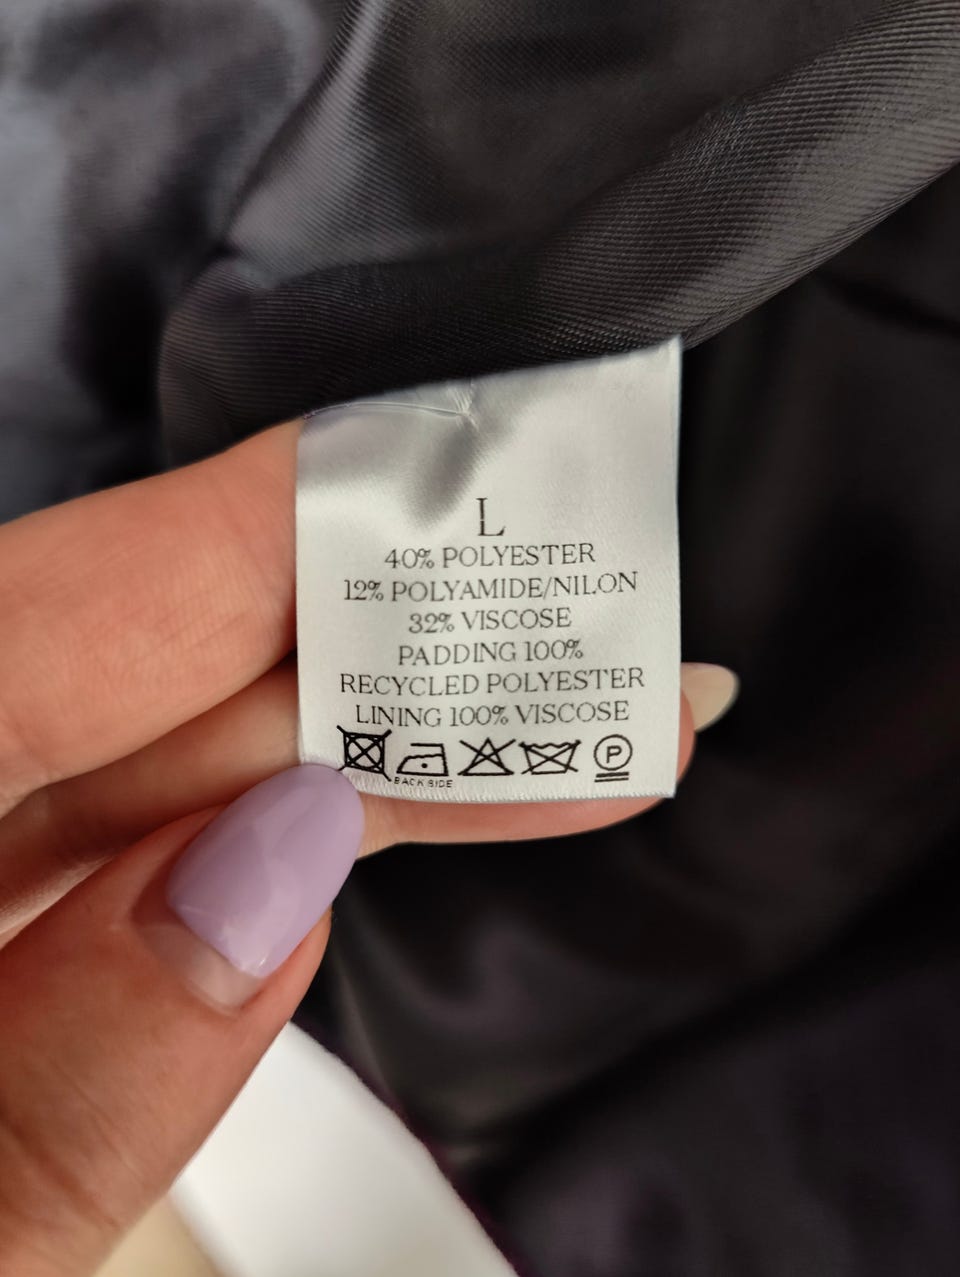 L
40% POLYESTER
12% POLYAMIDE/NILON
32% VISCOSE
PADDING 100%
RECYCLED POLYESTER
LINING 100% VISCOSE
P
BACK SIDE